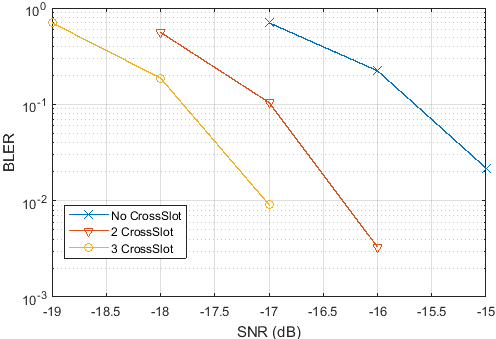 10^0
10^-1
10^-2
10^-3
BLER
No CrossSlot
2 CrossSlot
3 CrossSlot
-19 -18.5 -18 -17.5 -17 -16.5 -16 -15.5 -15
SNR (dB)